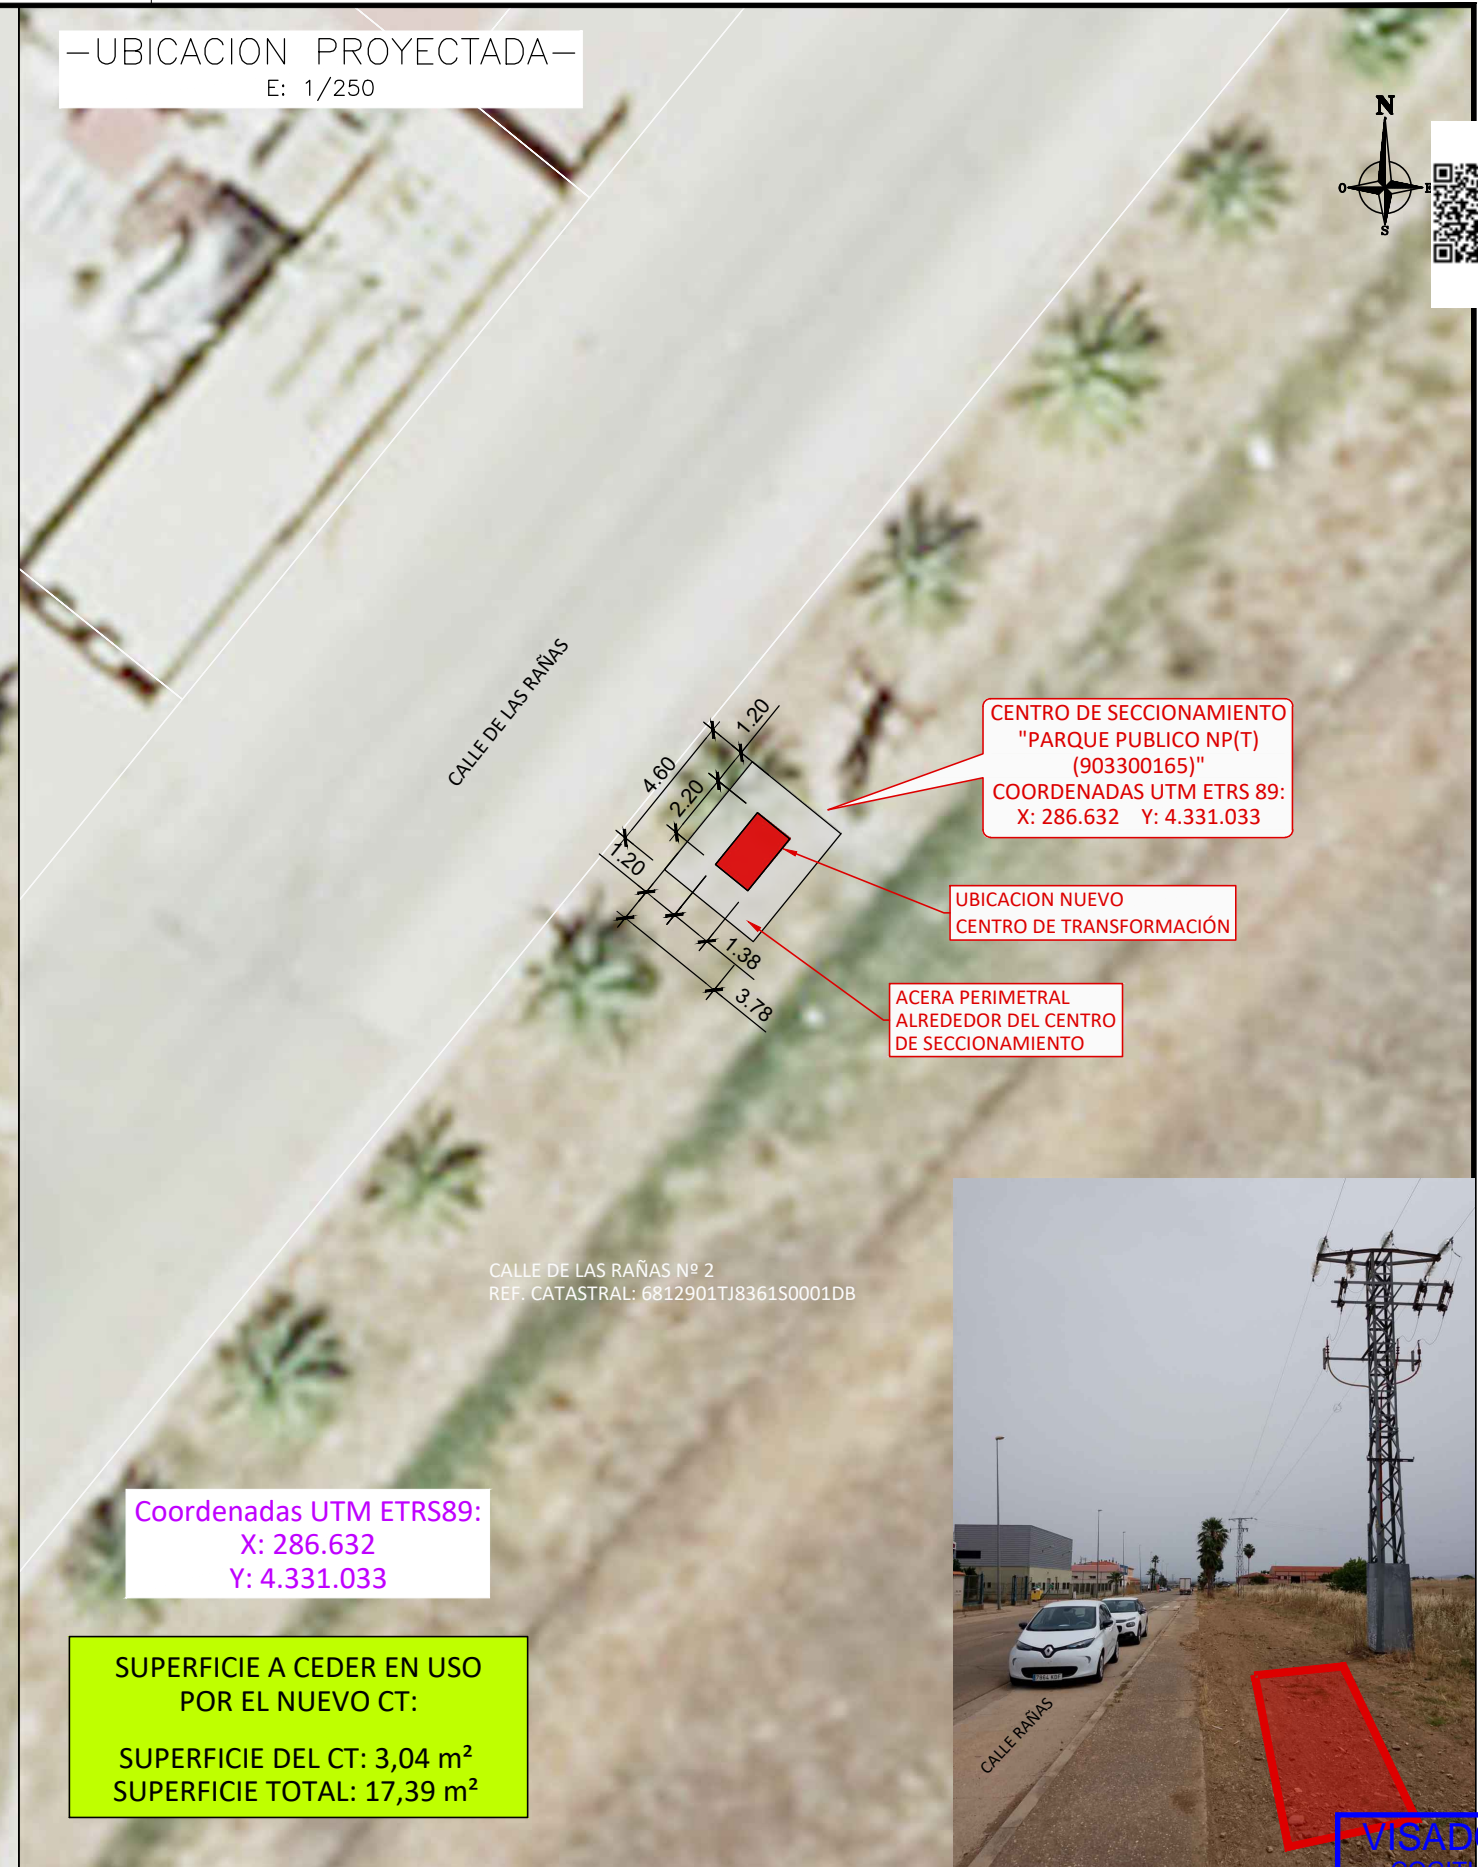 -UBICACION PROYECTADA-
E: 1/250
N
O
S
CALLE DE LAS RAÑAS
1.20
4.60
2.20
1.20
1.38
3.78
CENTRO DE SECCIONAMIENTO
"PARQUE PUBLICO NP(T)
(903300165)"
COORDENADAS UTM ETRS 89:
X: 286.632 Y: 4.331.033
UBICACION NUEVO
CENTRO DE TRANSFORMACIÓN
ACERA PERIMETRAL
ALREDEDOR DEL CENTRO
DE SECCIONAMIENTO
CALLE DE LAS RAÑAS Nº 2
REF. CATASTRAL: 6812901TJ8361S0001DB
Coordenadas UTM ETRS89:
X: 286.632
Y: 4.331.033
SUPERFICIE A CEDER EN USO
POR EL NUEVO CT:
SUPERFICIE DEL CT: 3,04 m²
SUPERFICIE TOTAL: 17,39 m²
CALLE RAÑAS